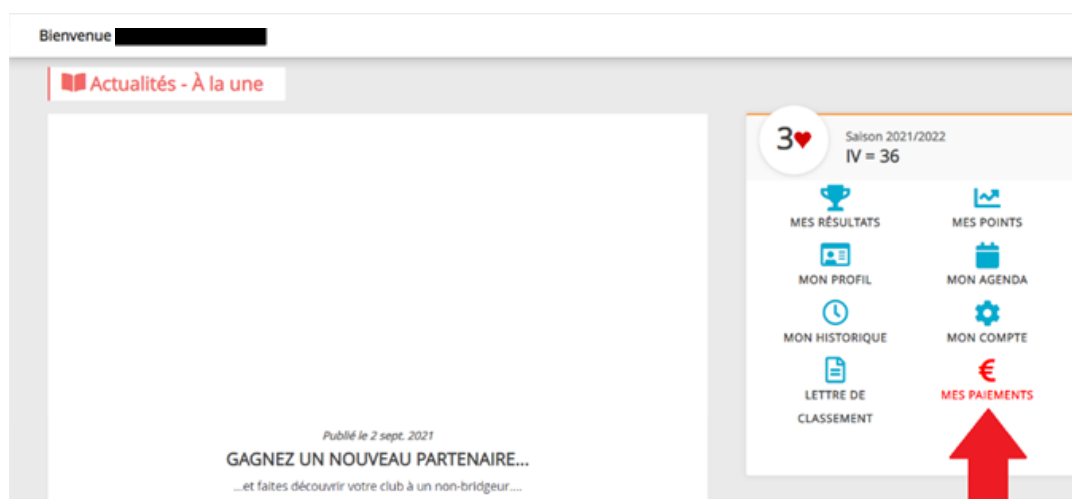 Bienvenue
Actualités - À la une
3♥
Saison 2021/2022
IV = 36
MES RÉSULTATS
MES POINTS
MON PROFIL
MON AGENDA
MON HISTORIQUE
MON COMPTE
LETTRE DE
CLASSEMENT
€
MES PAIEMENTS
Publié le 2 sept. 2021
GAGNEZ UN NOUVEAU PARTENAIRE...
...et faites découvrir votre club à un non-bridgeur....